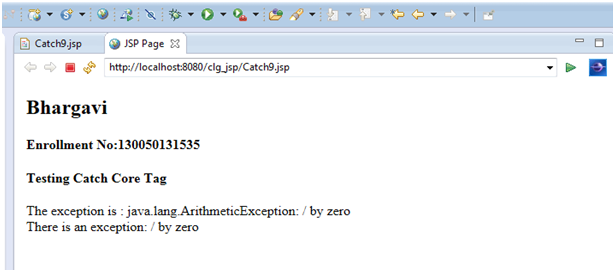 Catch9.jsp
JSP Page
http://localhost:8080/clg_jsp/Catch9.jsp
Bhargavi
Enrollment No:130050131535
Testing Catch Core Tag
The exception is : java.lang.ArithmeticException: / by zero
There is an exception: / by zero